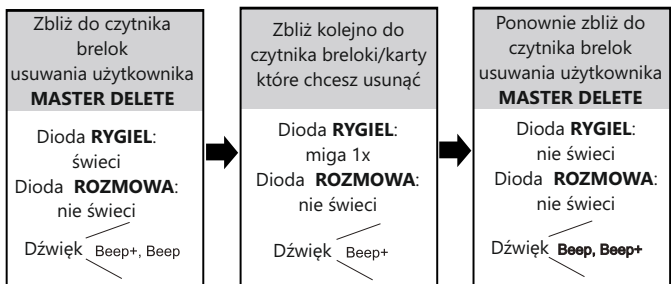 Zbliż do czytnika
brelok
usuwania użytkownika
MASTER DELETE
Dioda RYGIEL:
świeci
Dioda ROZMOWA:
nie świeci
Dźwięk Beep+, Beep
Zbliż kolejno do
czytnika breloki/karty
które chcesz usunąć
Dioda RYGIEL:
miga 1x
Dioda ROZMOWA:
nie świeci
Dźwięk Beep+
Ponownie zbliż do
czytnika brelok
usuwania użytkownika
MASTER DELETE
Dioda RYGIEL:
nie świeci
Dioda ROZMOWA:
nie świeci
Dźwięk Beep, Beep+